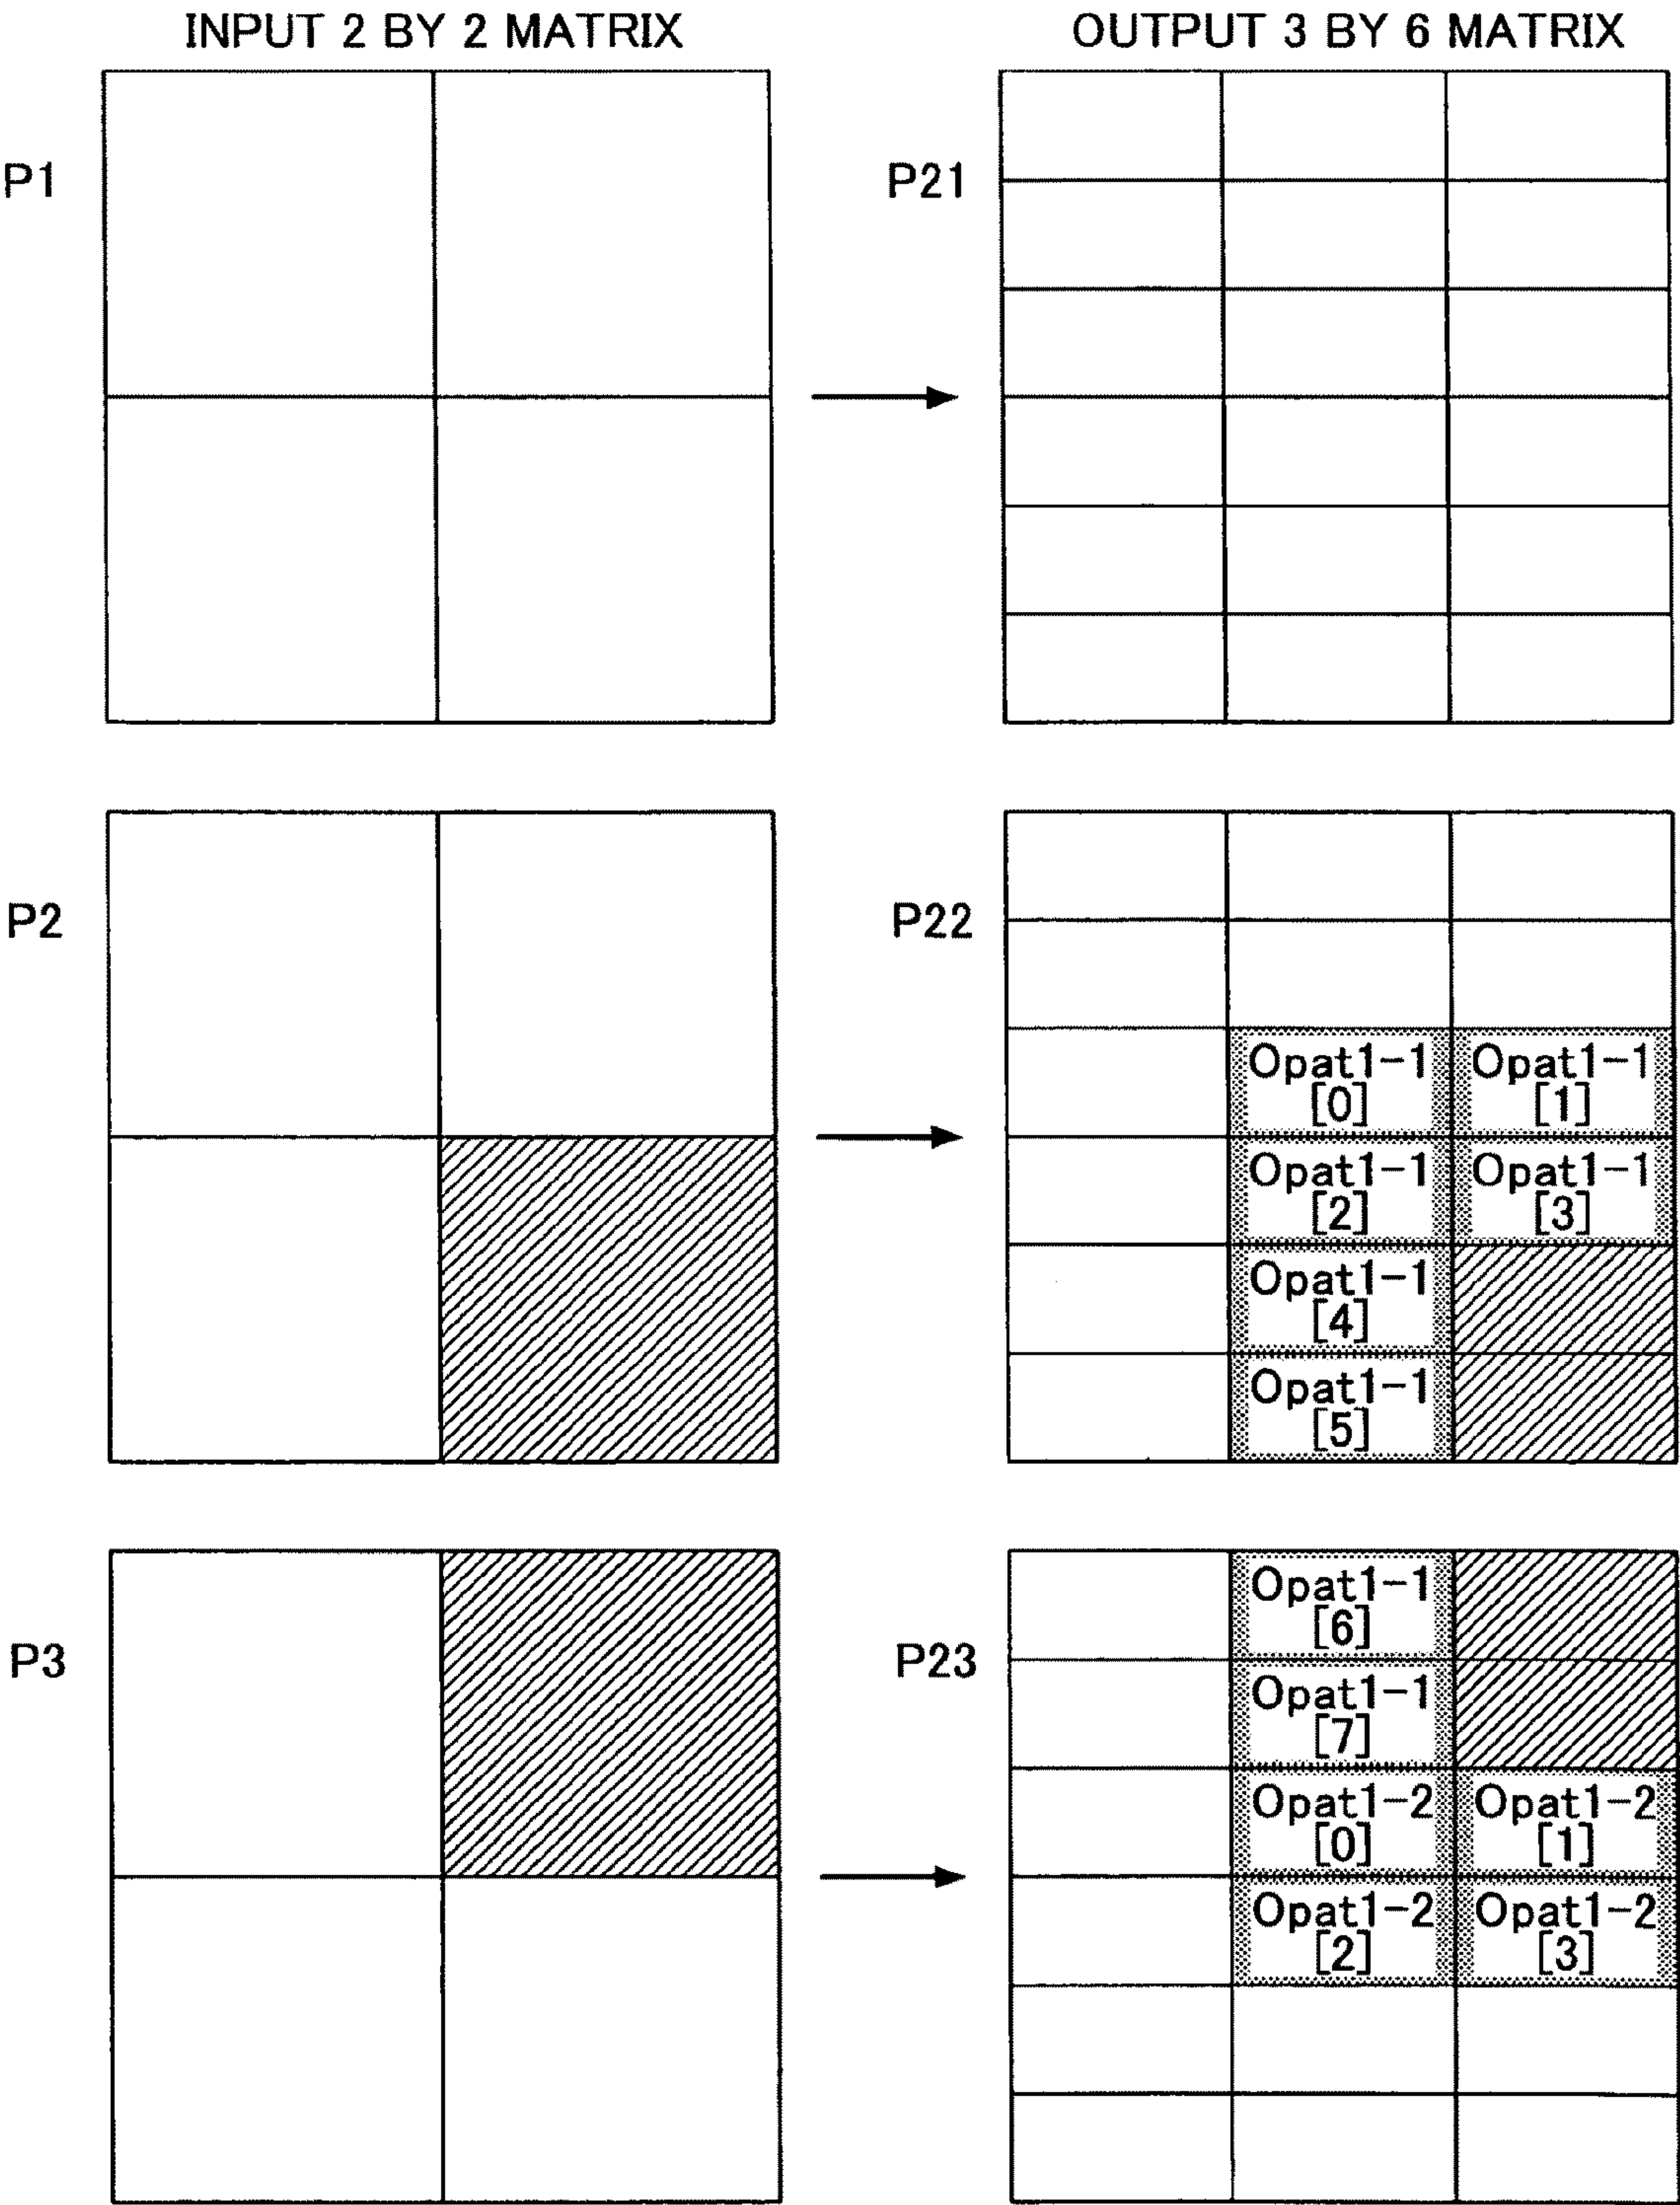 INPUT 2 BY 2 MATRIX
OUTPUT 3 BY 6 MATRIX
P1
P21
P2
P22
Opat1-1
[0]
Opat1-1
[1]
Opat1-1
[2]
Opat1-1
[3]
Opat1-1
[4]
Opat1-1
[5]
P3
P23
Opat1-1
[6]
Opat1-1
[7]
Opat1-2
[0]
Opat1-2
[1]
Opat1-2
[2]
Opat1-2
[3]